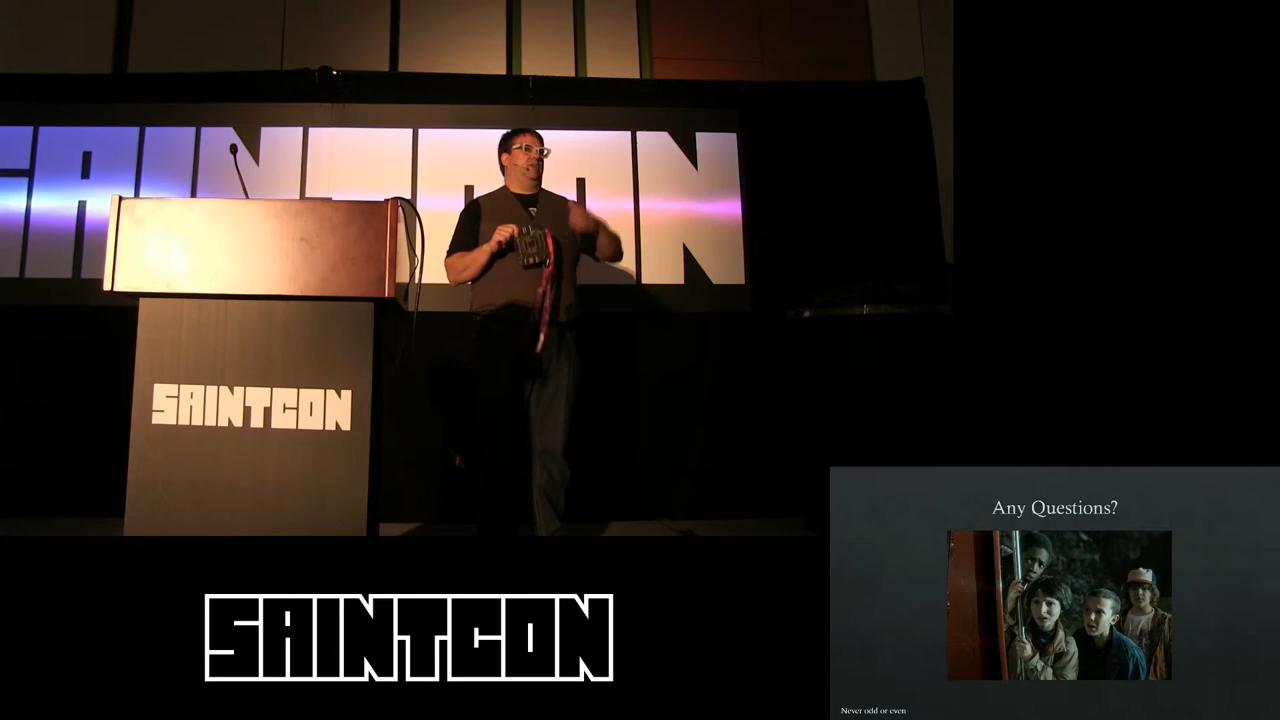 SAINTCON
SAINTCON
SAINTCON
Any Questions?
Never odd or even